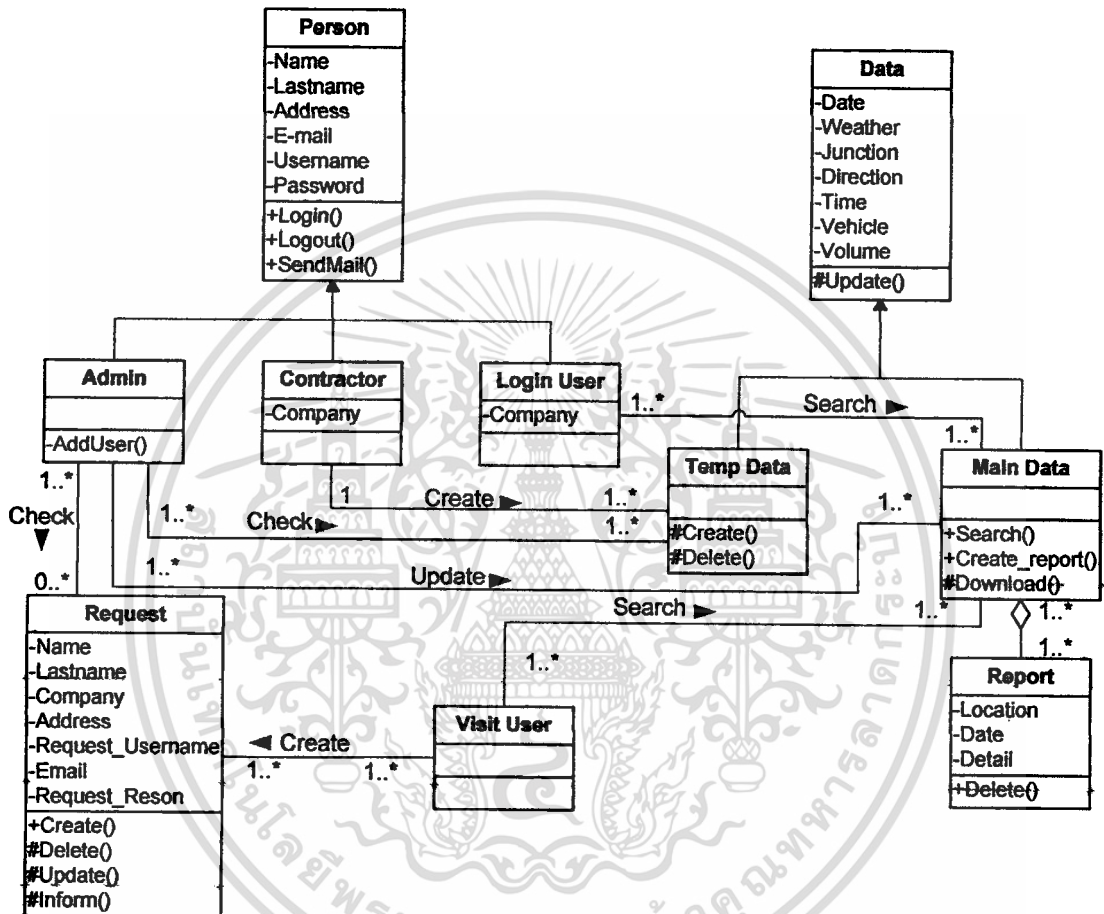 Person
-Name
-Lastname
-Address
-E-mail
-Username
-Password
+Login()
+Logout()
+SendMail()
Data
-Date
-Weather
-Junction
-Direction
-Time
-Vehicle
-Volume
#Update()
Admin
-AddUser()
Contractor
-Company
Login User
-Company
1..*
Search ►
1..*
Temp Data
#Create()
#Delete()
Main Data
+Search()
+Create_report()
#Download()
1
Create ►
1..*
1..*
Check ►
1..*
1..*
Check
▼
0..*
1..*
Update ►
1..*
Search ►
1..*
1..*
Request
-Name
-Lastname
-Company
-Address
-Request_Username
-Email
-Request_Reson
+Create()
#Delete()
#Update()
#Inform()
◄ Create
1..*
1..*
Visit User
1..*
1..*
Report
-Location
-Date
-Detail
+Delete()